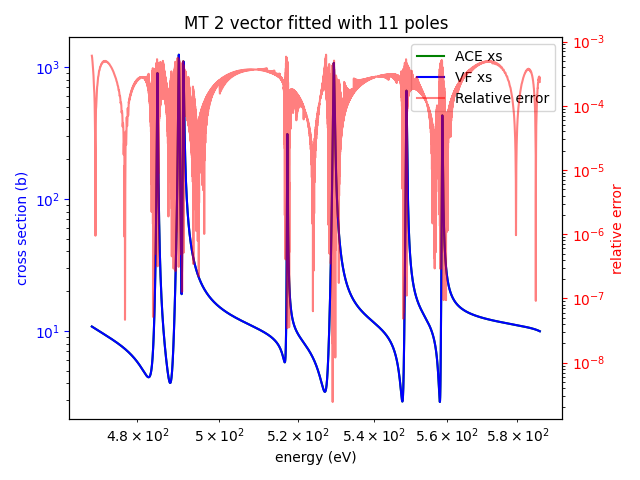 MT 2 vector fitted with 11 poles
ACE xs
VF xs
Relative error
cross section (b)
10³
10²
10¹
relative error
10⁻³
10⁻⁴
10⁻⁵
10⁻⁶
10⁻⁷
10⁻⁸
4.8 × 10² 5 × 10² 5.2 × 10² 5.4 × 10² 5.6 × 10² 5.8 × 10²
energy (eV)